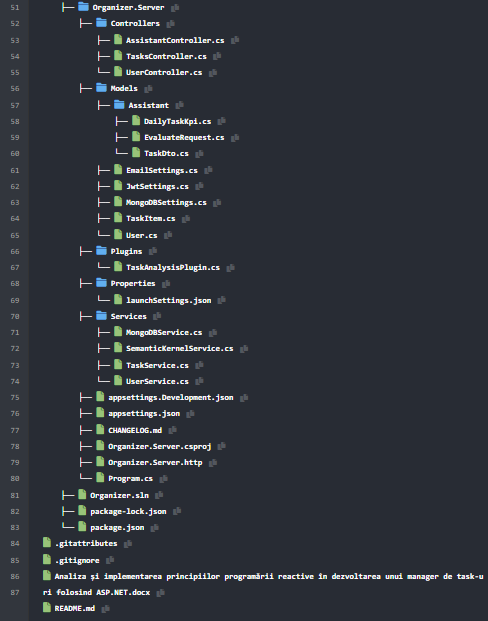 51 ├── Organizer.Server
52 ├── Controllers
53 ├── AssistantController.cs
54 ├── TasksController.cs
55 └── UserController.cs
56 ├── Models
57 ├── Assistant
58 ├── DailyTaskKpi.cs
59 ├── EvaluateRequest.cs
60 └── TaskDto.cs
61 ├── EmailSettings.cs
62 ├── JwtSettings.cs
63 ├── MongoDBSettings.cs
64 ├── TaskItem.cs
65 └── User.cs
66 ├── Plugins
67 └── TaskAnalysisPlugin.cs
68 ├── Properties
69 └── launchSettings.json
70 ├── Services
71 ├── MongoDBService.cs
72 ├── SemanticKernelService.cs
73 ├── TaskService.cs
74 └── UserService.cs
75 ├── appsettings.Development.json
76 ├── appsettings.json
77 ├── CHANGELOG.md
78 ├── Organizer.Server.csproj
79 ├── Organizer.Server.http
80 └── Program.cs
81 ├── Organizer.sln
82 ├── package-lock.json
83 └── package.json
84 .gitattributes
85 .gitignore
86 Analiza și implementarea principiilor programării reactive în dezvoltarea unui manager de task-u
87 ri folosind ASP.NET.docx
README.md